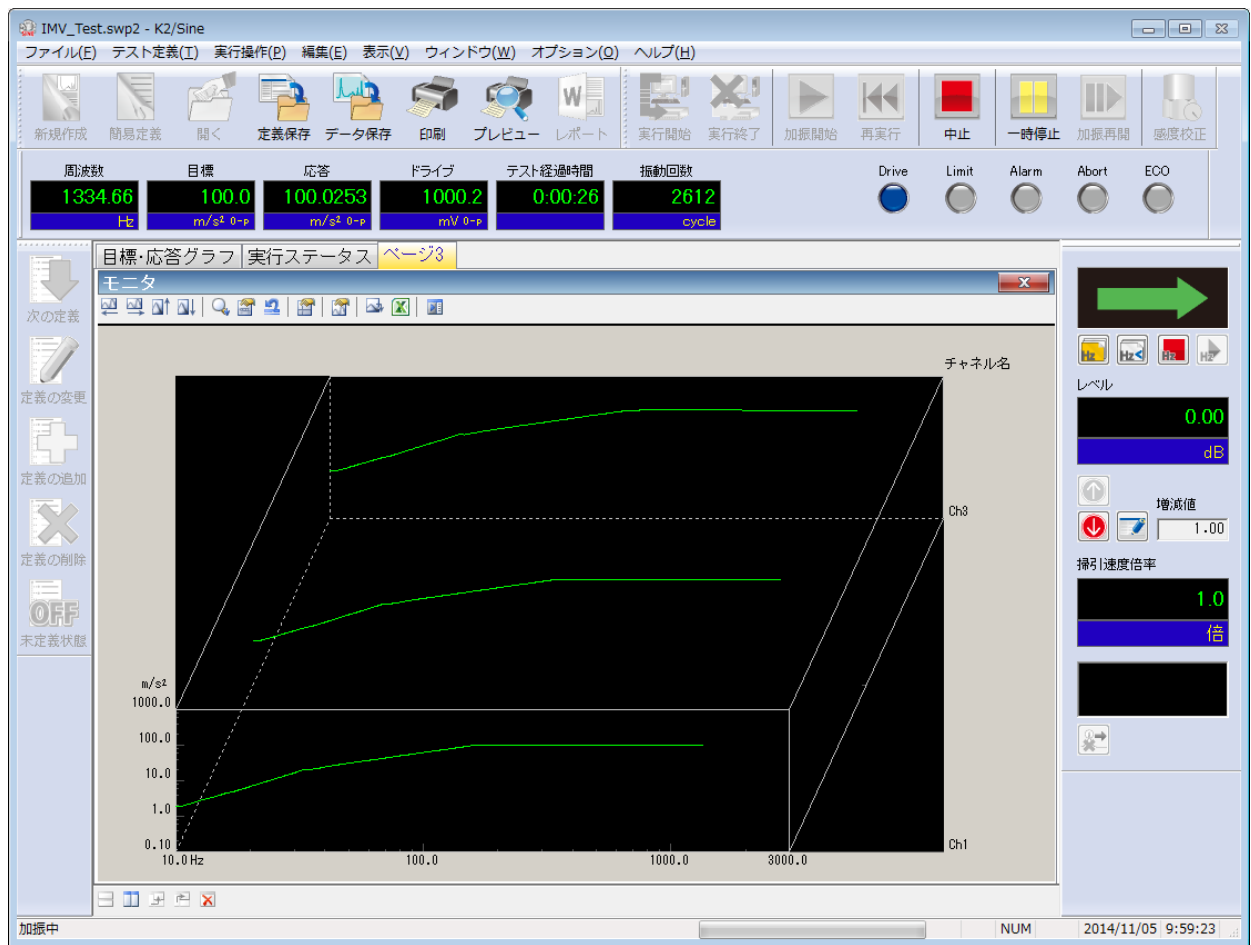 IMV_Test.swp2 - K2/Sine
ファイル(F) テスト定義(T) 実行操作(P) 編集(E) 表示(V) ウィンドウ(W) オプション(O) ヘルプ(H)
新規作成 簡易定義 開く 定義保存 データ保存 印刷 プレビュー レポート 実行開始 実行終了 加振開始 再実行 中止 一時停止 加振再開 感度校正
周波数 目標 応答 ドライブ テスト経過時間 振動回数 Drive Limit Alarm Abort ECO
1334.66 100.0 100.0253 1000.2 0:00:26 2612
Hz m/s² 0-P m/s² 0-P mV 0-P cycle
目標・応答グラフ 実行ステータス ページ3
モニタ
次の定義
定義の変更
定義の追加
定義の削除
OFF
未定義状態
チャネル名
Ch3
m/s²
1000.0
100.0
10.0
1.0
0.10
Ch1
10.0Hz 100.0 1000.0 3000.0
Hz Hz Hz Hz
レベル
0.00
dB
増減値
1.00
掃引速度倍率
1.0
倍
加振中 NUM 2014/11/05 9:59:23